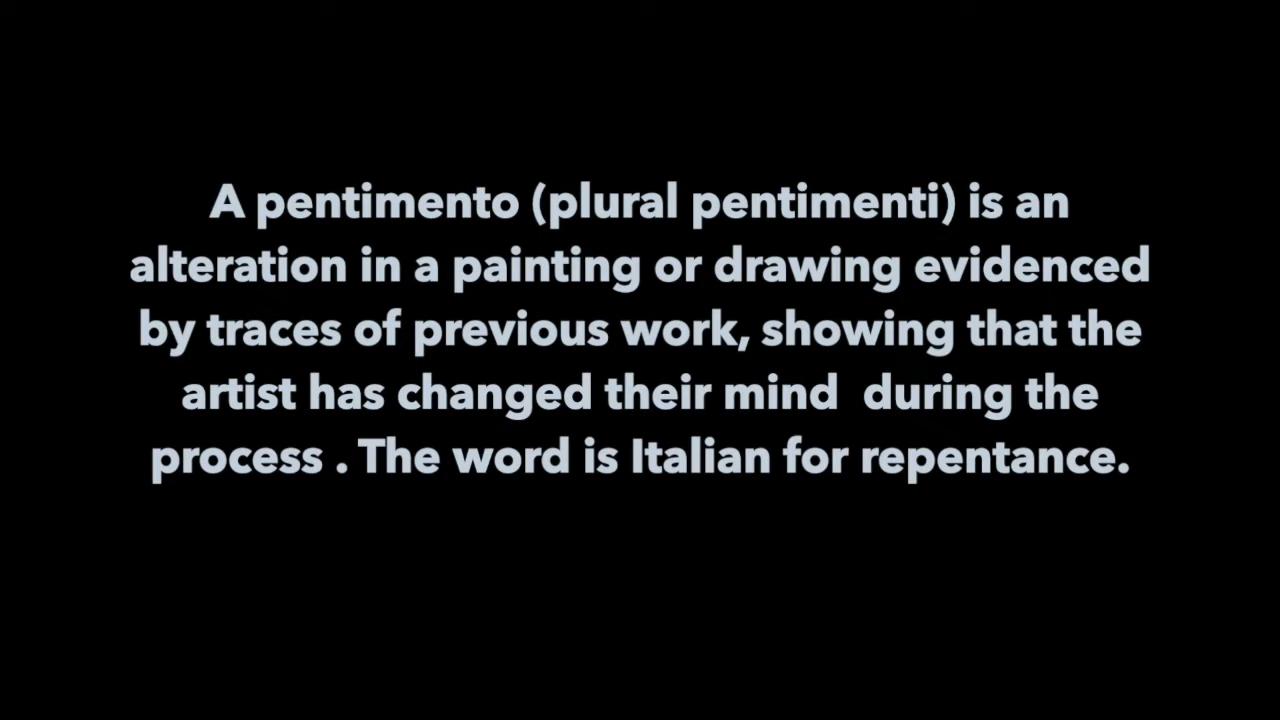 A pentimento (plural pentimenti) is an
alteration in a painting or drawing evidenced
by traces of previous work, showing that the
artist has changed their mind  during the
process . The word is Italian for repentance.